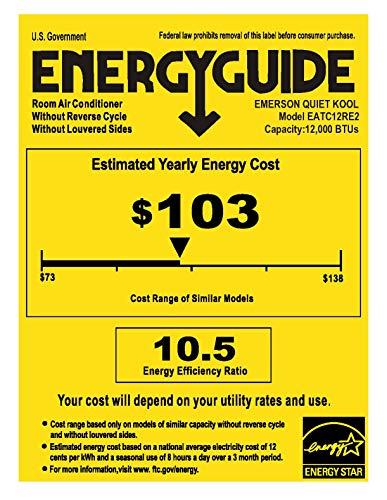 U.S. Government
Federal law prohibits removal of this label before consumer purchase.
ENERGYGUIDE
Room Air Conditioner
Without Reverse Cycle
Without Louvered Sides
EMERSON QUIET KOOL
Model EATC12RE2
Capacity:12,000 BTUs
Estimated Yearly Energy Cost
$103
$73
$138
Cost Range of Similar Models
10.5
Energy Efficiency Ratio
Your cost will depend on your utility rates and use.
● Cost range based only on models of similar capacity without reverse cycle
and without louvered sides.
● Estimated energy cost based on a national average electricity cost of 12
cents per kWh and a seasonal use of 8 hours a day over a 3 month period.
● For more information,visit www. ftc.gov/energy.
energy
ENERGY STAR